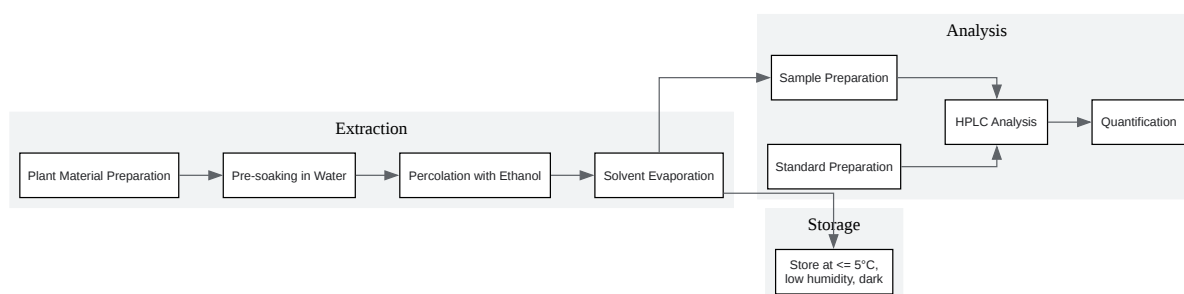 Extraction
Plant Material Preparation
Pre-soaking in Water
Percolation with Ethanol
Solvent Evaporation
Analysis
Sample Preparation
Standard Preparation
HPLC Analysis
Quantification
Storage
Store at <= 5°C,
low humidity, dark